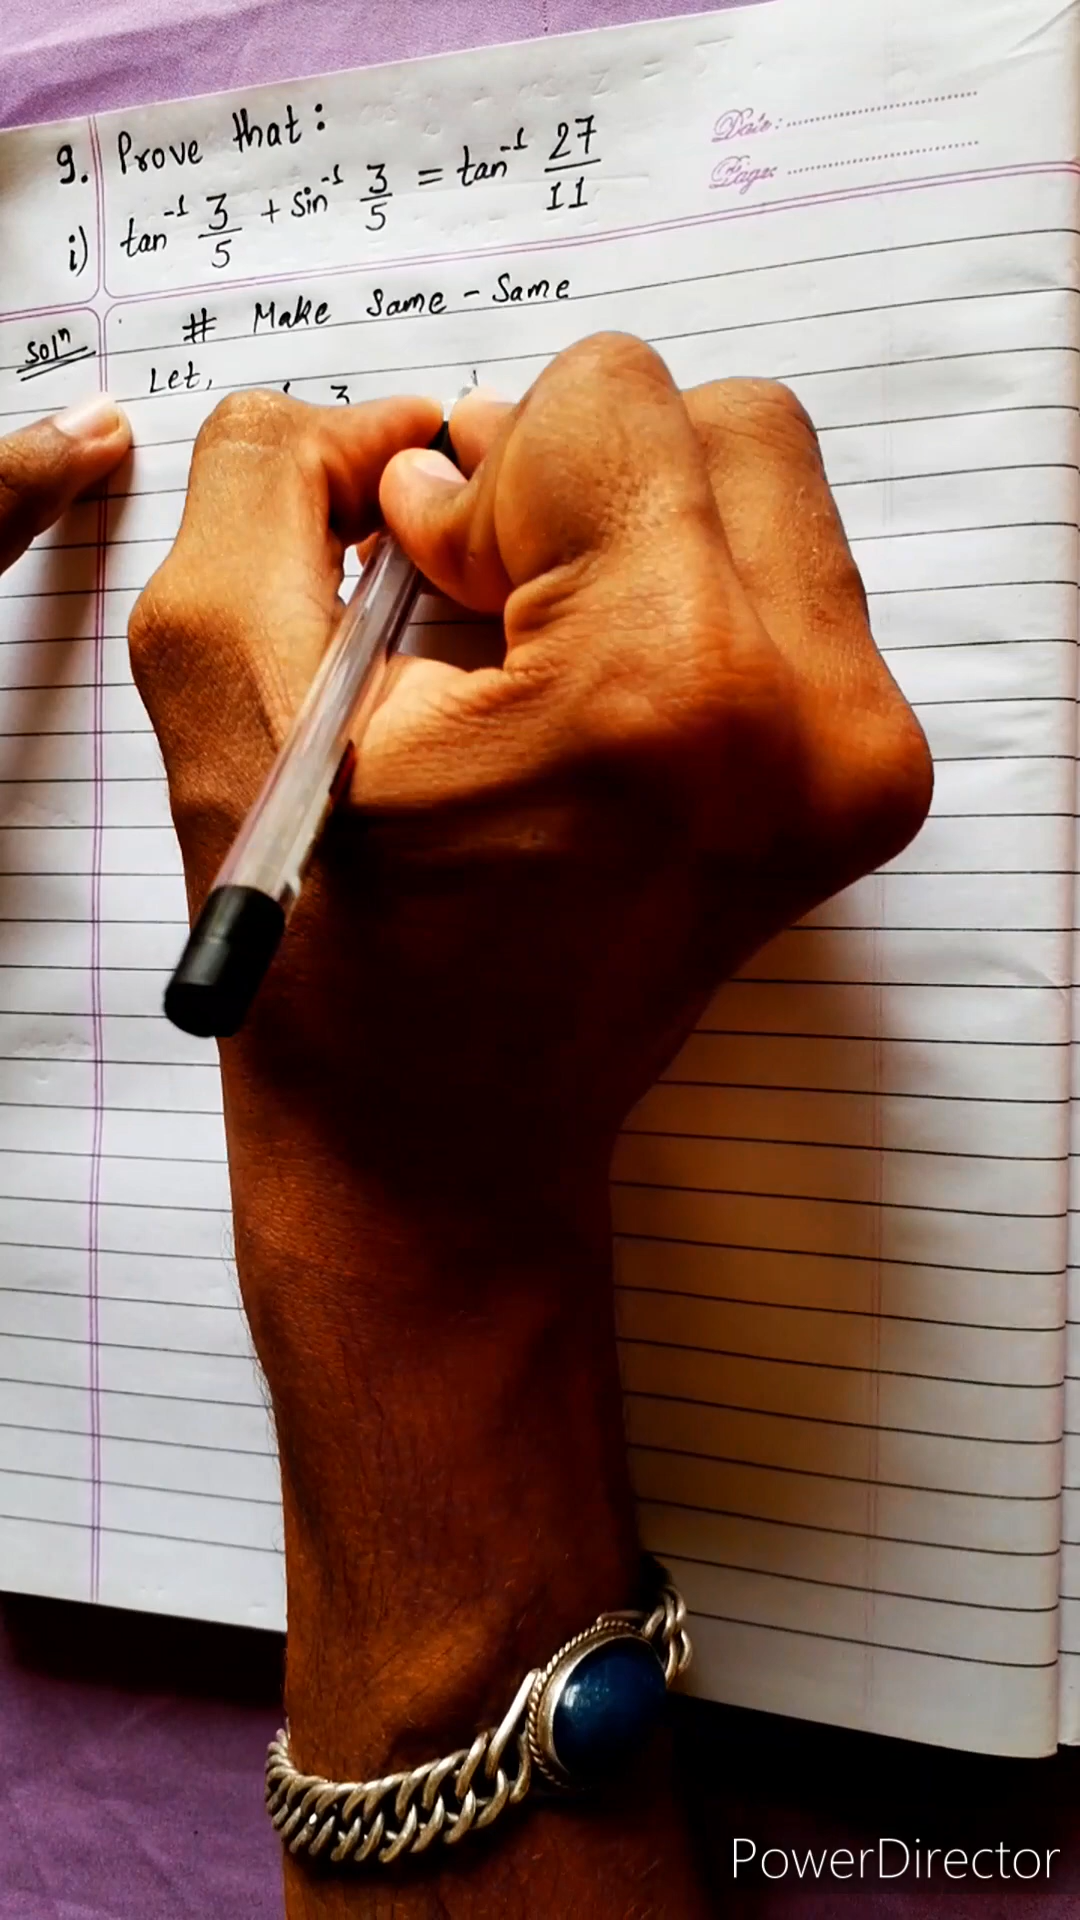 9. Prove that :
i) tan⁻¹ 3/5 + sin⁻¹ 3/5 = tan⁻¹ 27/11
Date:
Page:
# Make Same - Same
Solⁿ
Let,
3
PowerDirector